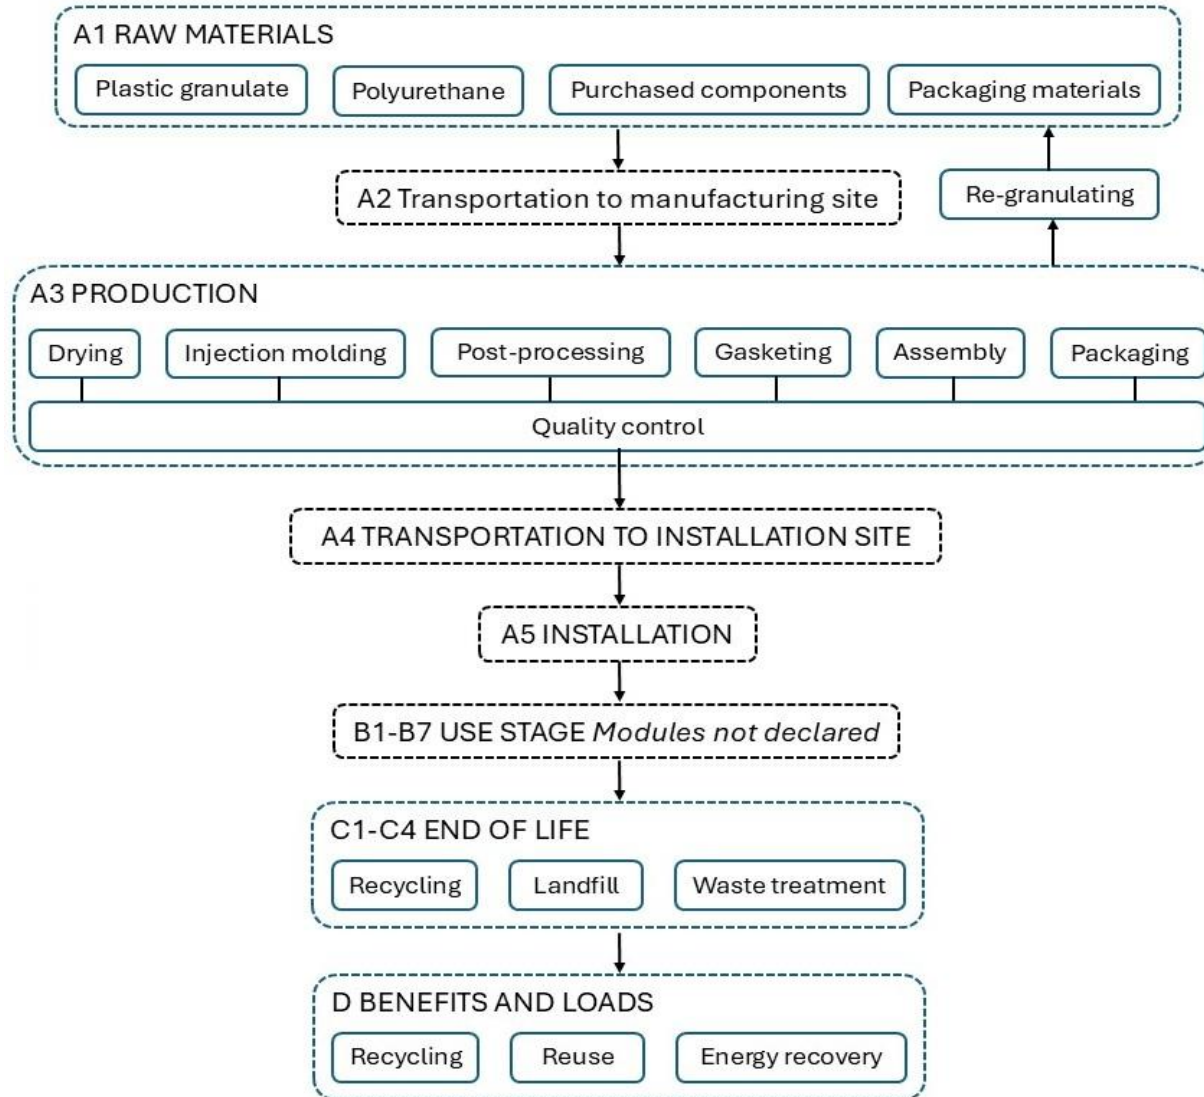 A1 RAW MATERIALS
Plastic granulate
Polyurethane
Purchased components
Packaging materials
A2 Transportation to manufacturing site
Re-granulating
A3 PRODUCTION
Drying
Injection molding
Post-processing
Gasketing
Assembly
Packaging
Quality control
A4 TRANSPORTATION TO INSTALLATION SITE
A5 INSTALLATION
B1-B7 USE STAGE Modules not declared
C1-C4 END OF LIFE
Recycling
Landfill
Waste treatment
D BENEFITS AND LOADS
Recycling
Reuse
Energy recovery